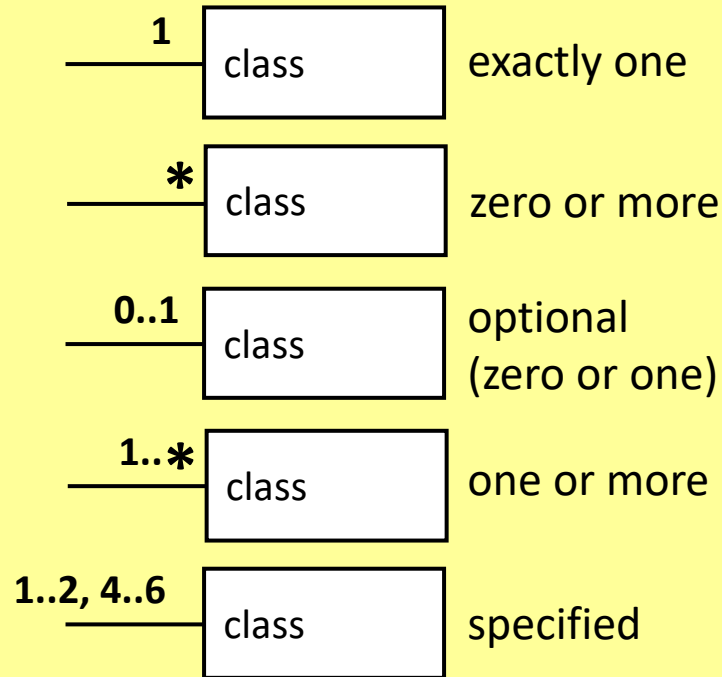 1
class
exactly one
*
class
zero or more
0..1
class
optional
(zero or one)
1..*
class
one or more
1..2, 4..6
class
specified